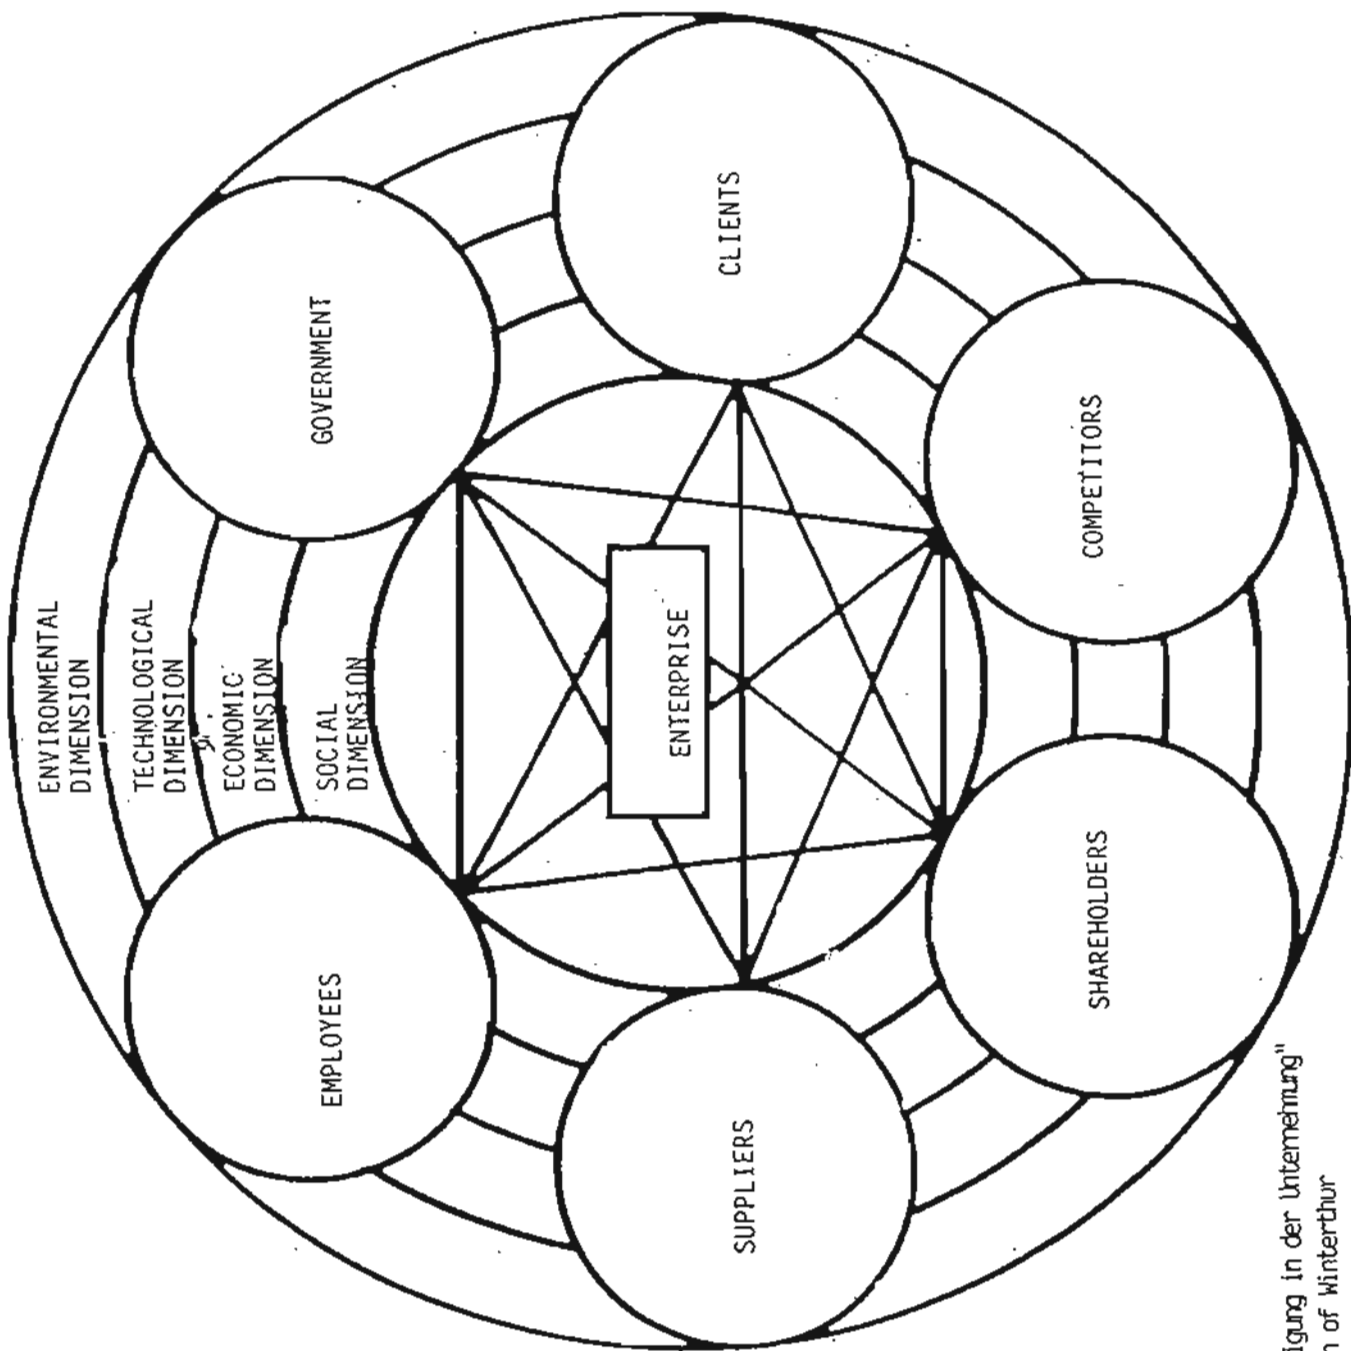 ENVIRONMENTAL
DIMENSION
TECHNOLOGICAL
DIMENSION
ECONOMIC
DIMENSION
SOCIAL
DIMENSION
EMPLOYEES
GOVERNMENT
ENTERPRISE
SUPPLIERS
CLIENTS
SHAREHOLDERS
COMPETITORS
igung in der Unternehmung"
n of Winterthur